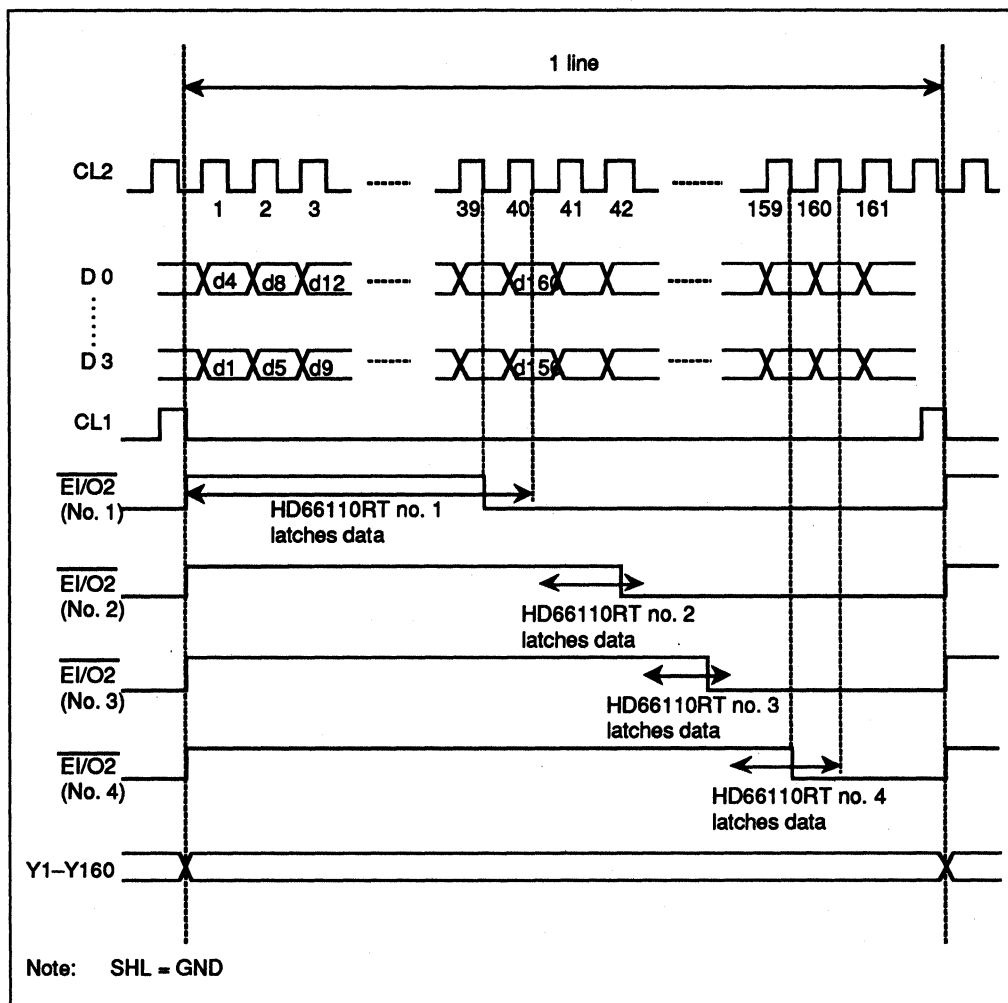 1 line
CL2
1 2 3 39 40 41 42 159 160 161
D 0
d4 d8 d12 d160
D 3
d1 d5 d9 d156
CL1
EI/O2
(No. 1)
HD66110RT no. 1
latches data
EI/O2
(No. 2)
HD66110RT no. 2
latches data
EI/O2
(No. 3)
HD66110RT no. 3
latches data
EI/O2
(No. 4)
HD66110RT no. 4
latches data
Y1–Y160
Note: SHL = GND